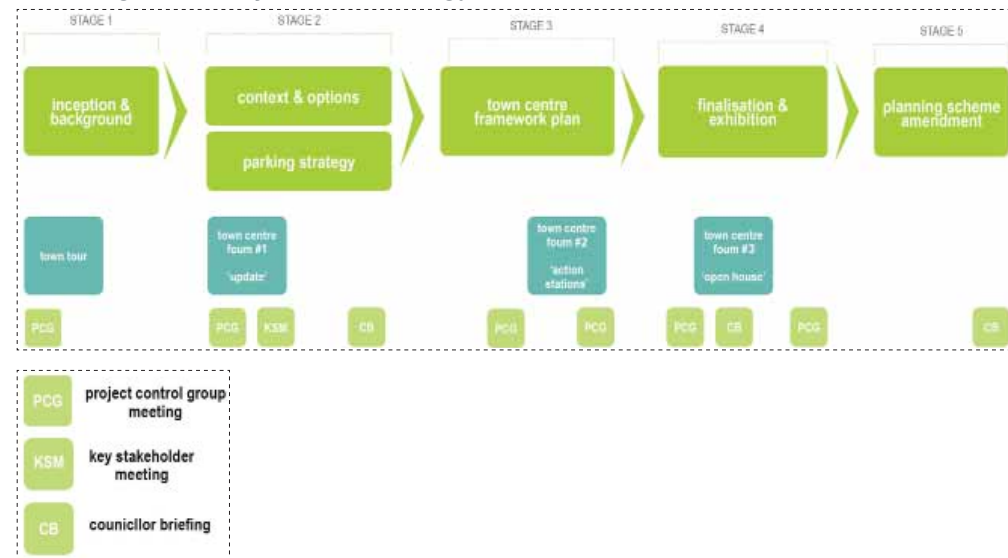 STAGE 1
STAGE 2
STAGE 3
STAGE 4
STAGE 5
inception &
background
context & options
parking strategy
town centre
framework plan
finalisation &
exhibition
planning scheme
amendment
town tour
town centre
foum #1
'update'
town centre
foum #2
'action
stations'
town centre
foum #3
'open house'
PCG
PCG
KSM
CB
PCG
PCG
PCG
CB
PCG
CB
PCG
project control group
meeting
KSM
key stakeholder
meeting
CB
counicllor briefing